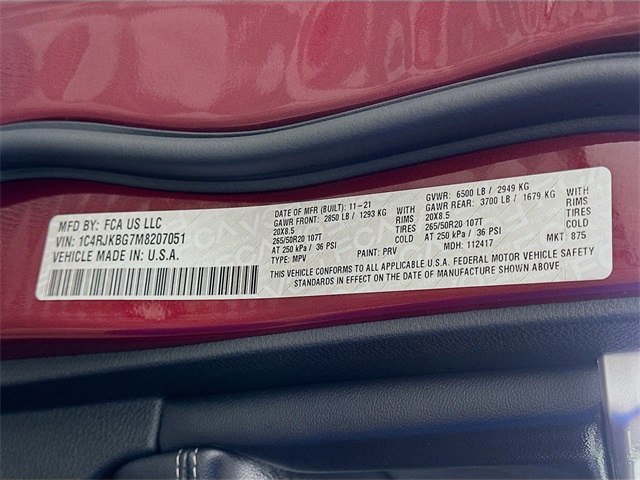 MFD BY: FCA US LLC
VIN: 1C4RJKBG7M8207051
VEHICLE MADE IN: U.S.A.
DATE OF MFR (BUILT): 11-21
GAWR FRONT: 2850 LB / 1293 KG WITH
20X8.5 RIMS
265/50R20 107T TIRES
AT 250 kPa / 36 PSI
TYPE: MPV PAINT: PRV
GVWR: 6500 LB / 2949 KG
GAWR REAR: 3700 LB / 1679 KG WITH
20X8.5 RIMS
265/50R20 107T TIRES
AT 250 kPa / 36 PSI
MDH: 112417 MKT: 875
THIS VEHICLE CONFORMS TO ALL APPLICABLE U.S.A. FEDERAL MOTOR VEHICLE SAFETY
STANDARDS IN EFFECT ON THE DATE OF MANUFACTURE SHOWN ABOVE.